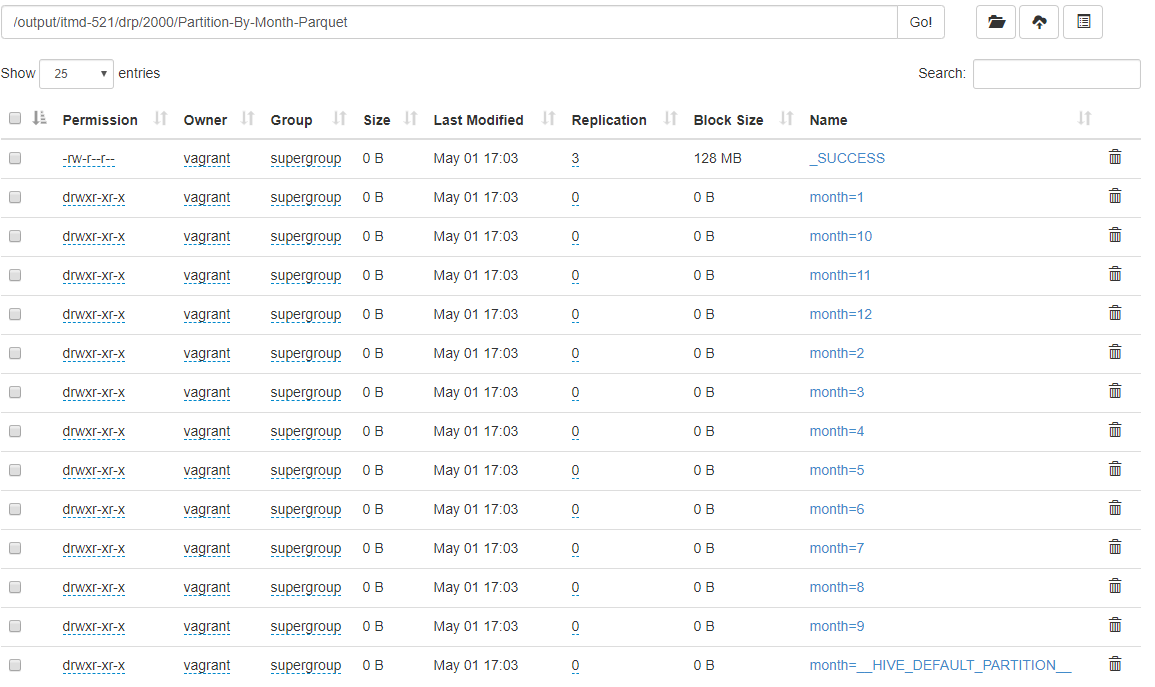 /output/itmd-521/drp/2000/Partition-By-Month-Parquet Go!
Show 25 entries Search:
Permission Owner Group Size Last Modified Replication Block Size Name
-rw-r--r-- vagrant supergroup 0 B May 01 17:03 3 128 MB _SUCCESS
drwxr-xr-x vagrant supergroup 0 B May 01 17:03 0 0 B month=1
drwxr-xr-x vagrant supergroup 0 B May 01 17:03 0 0 B month=10
drwxr-xr-x vagrant supergroup 0 B May 01 17:03 0 0 B month=11
drwxr-xr-x vagrant supergroup 0 B May 01 17:03 0 0 B month=12
drwxr-xr-x vagrant supergroup 0 B May 01 17:03 0 0 B month=2
drwxr-xr-x vagrant supergroup 0 B May 01 17:03 0 0 B month=3
drwxr-xr-x vagrant supergroup 0 B May 01 17:03 0 0 B month=4
drwxr-xr-x vagrant supergroup 0 B May 01 17:03 0 0 B month=5
drwxr-xr-x vagrant supergroup 0 B May 01 17:03 0 0 B month=6
drwxr-xr-x vagrant supergroup 0 B May 01 17:03 0 0 B month=7
drwxr-xr-x vagrant supergroup 0 B May 01 17:03 0 0 B month=8
drwxr-xr-x vagrant supergroup 0 B May 01 17:03 0 0 B month=9
drwxr-xr-x vagrant supergroup 0 B May 01 17:03 0 0 B month=__HIVE_DEFAULT_PARTITION__